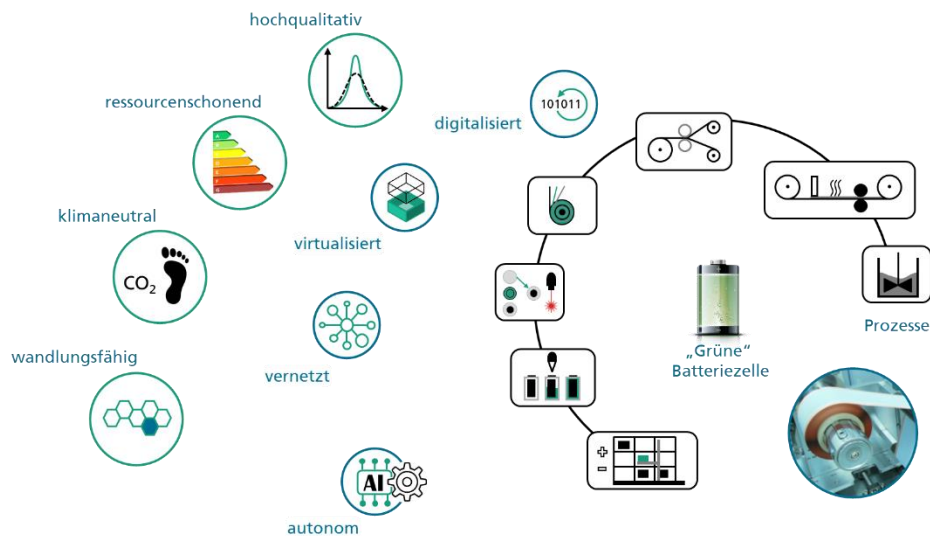 hochqualitativ
ressourcenschonend
digitalisiert
101011
klimaneutral
virtualisiert
CO₂
wandlungsfähig
vernetzt
Prozesse
„Grüne“
Batteriezelle
+
−
AI
autonom